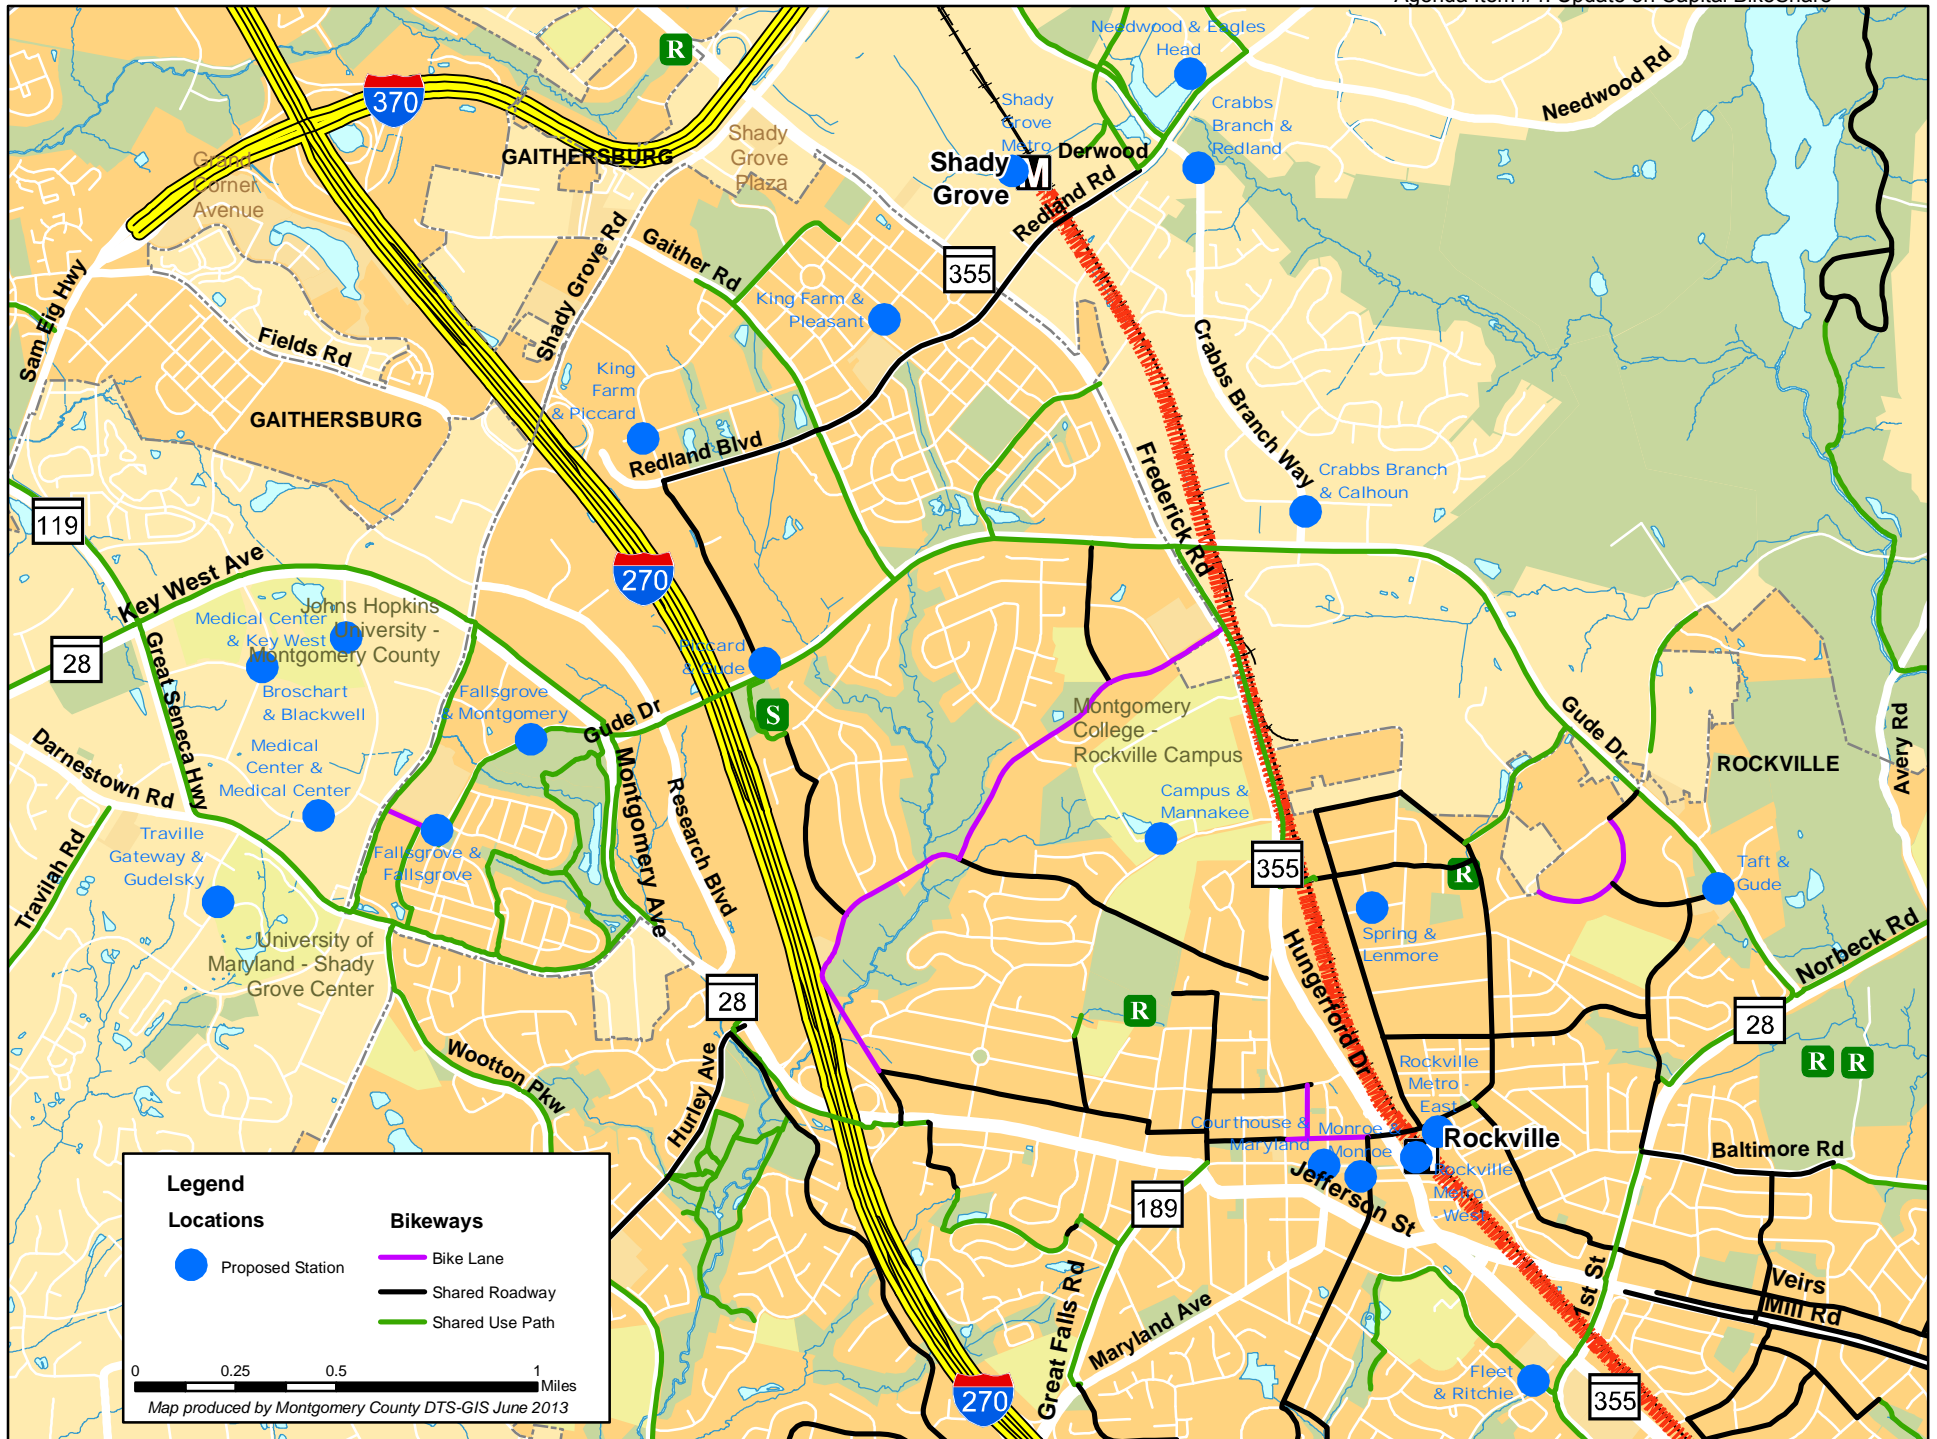 Agenda Item #4: Update on Capital BikeShare
Needwood & Eagles
Head
R
370
Needwood Rd
Shady
Grove
Metro
Crabbs
Branch &
Redland
Shady
Grove
Plaza
GAITHERSBURG
Grand
Corner
Avenue
Derwood
Shady
Grove
M
Redland Rd
355
Shady Grove Rd
Gaither Rd
King Farm &
Pleasant
Sam Eig Hwy
Fields Rd
King
Farm
& Piccard
Crabbs Branch Way
GAITHERSBURG
Redland Blvd
Frederick Rd
Crabbs Branch
& Calhoun
119
Key West Ave
270
Medical Center
& Key West
Johns Hopkins
University -
Montgomery County
28
Great Seneca Hwy
Piccard
& Gude
Broschart
& Blackwell
Fallsgrove
& Montgomery
Gude Dr
S
Montgomery
College -
Rockville Campus
Gude Dr
ROCKVILLE
Avery Rd
Darnestown Rd
Medical
Center &
Medical Center
Montgomery Ave
Research Blvd
Campus &
Mannakee
Traville
Gateway &
Gudelsky
Travilah Rd
Fallsgrove &
Fallsgrove
355
R
Taft &
Gude
Spring &
Lenmore
University of
Maryland - Shady
Grove Center
Norbeck Rd
Hungerford Dr
28
R
28
Wootton Pkw
Hurley Ave
R R
Rockville
Metro -
East
Courthouse &
Maryland
Monroe &
Monroe
Rockville
Baltimore Rd
Rockville
Metro
- West
Jefferson St
189
Legend
Locations
Bikeways
Proposed Station
Bike Lane
Shared Roadway
Shared Use Path
0 0.25 0.5 1
Miles
Map produced by Montgomery County DTS-GIS June 2013
Great Falls Rd
Maryland Ave
1st St
Veirs
Mill Rd
Fleet
& Ritchie
270
355